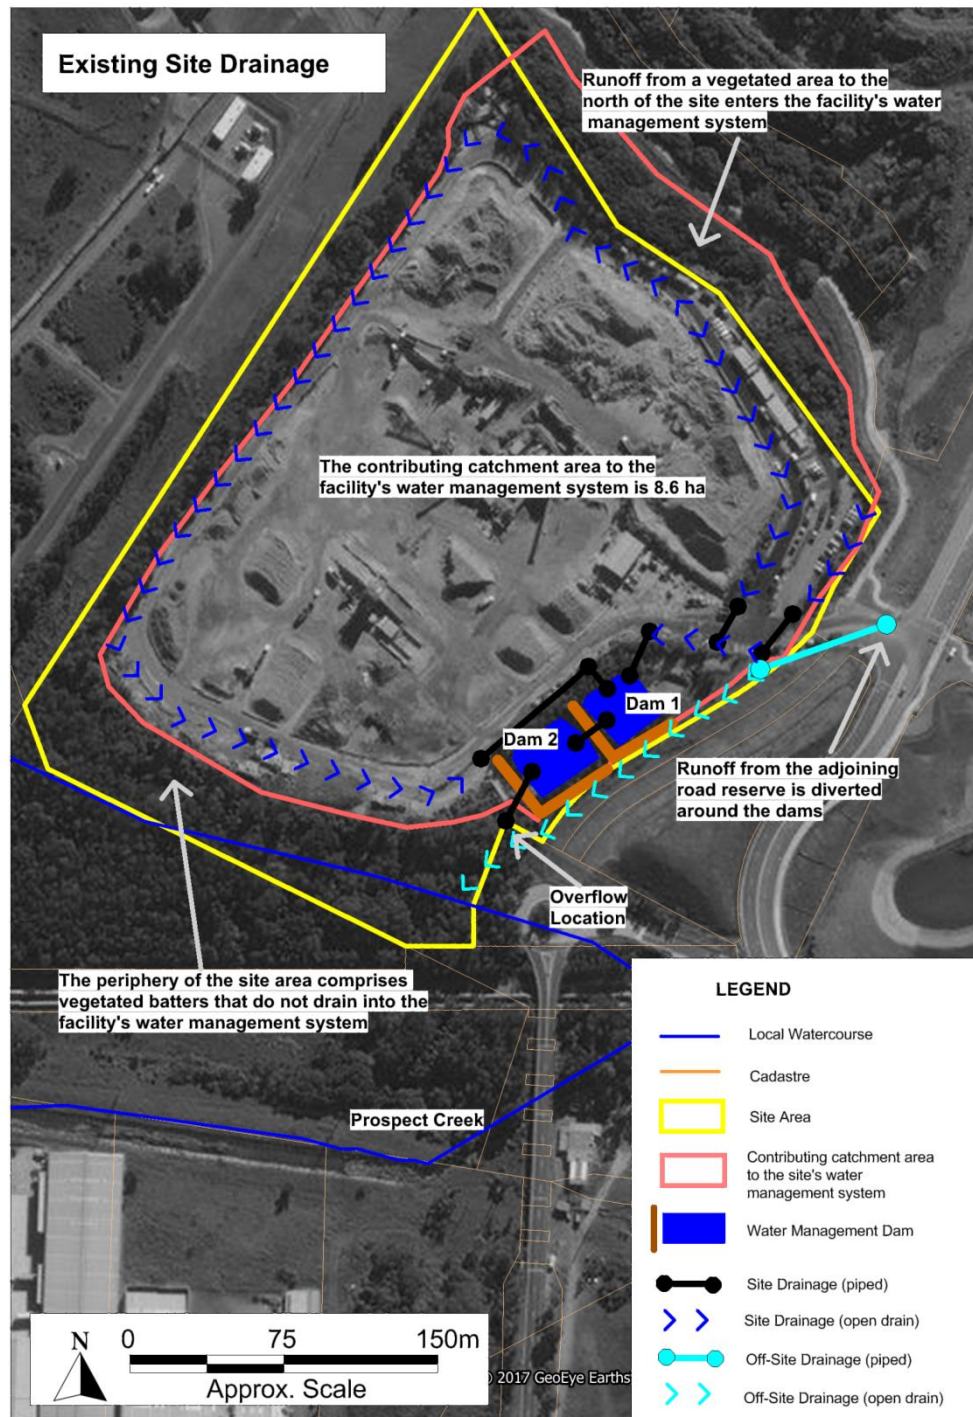 Existing Site Drainage
Runoff from a vegetated area to the
north of the site enters the facility's water
management system
The contributing catchment area to the
facility's water management system is 8.6 ha
Dam 1
Dam 2
Runoff from the adjoining
road reserve is diverted
around the dams
Overflow
Location
The periphery of the site area comprises
vegetated batters that do not drain into the
facility's water management system
Prospect Creek
LEGEND
Local Watercourse
Cadastre
Site Area
Contributing catchment area
to the site's water
management system
Water Management Dam
Site Drainage (piped)
Site Drainage (open drain)
Off-Site Drainage (piped)
Off-Site Drainage (open drain)
N
0 75 150m
Approx. Scale
2017 GeoEye Earths